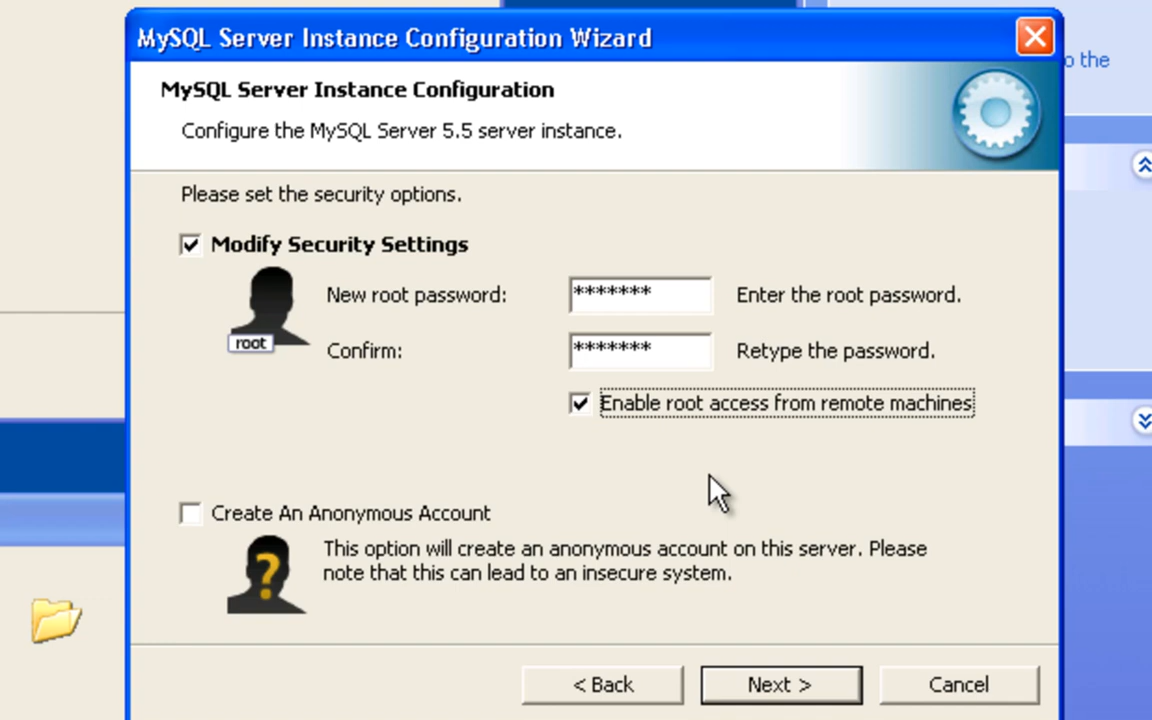 MySQL Server Instance Configuration Wizard
o the
MySQL Server Instance Configuration
Configure the MySQL Server 5.5 server instance.
Please set the security options.
Modify Security Settings
New root password: ******* Enter the root password.
root
Confirm: ******* Retype the password.
Enable root access from remote machines
Create An Anonymous Account
This option will create an anonymous account on this server. Please
note that this can lead to an insecure system.
< Back Next > Cancel